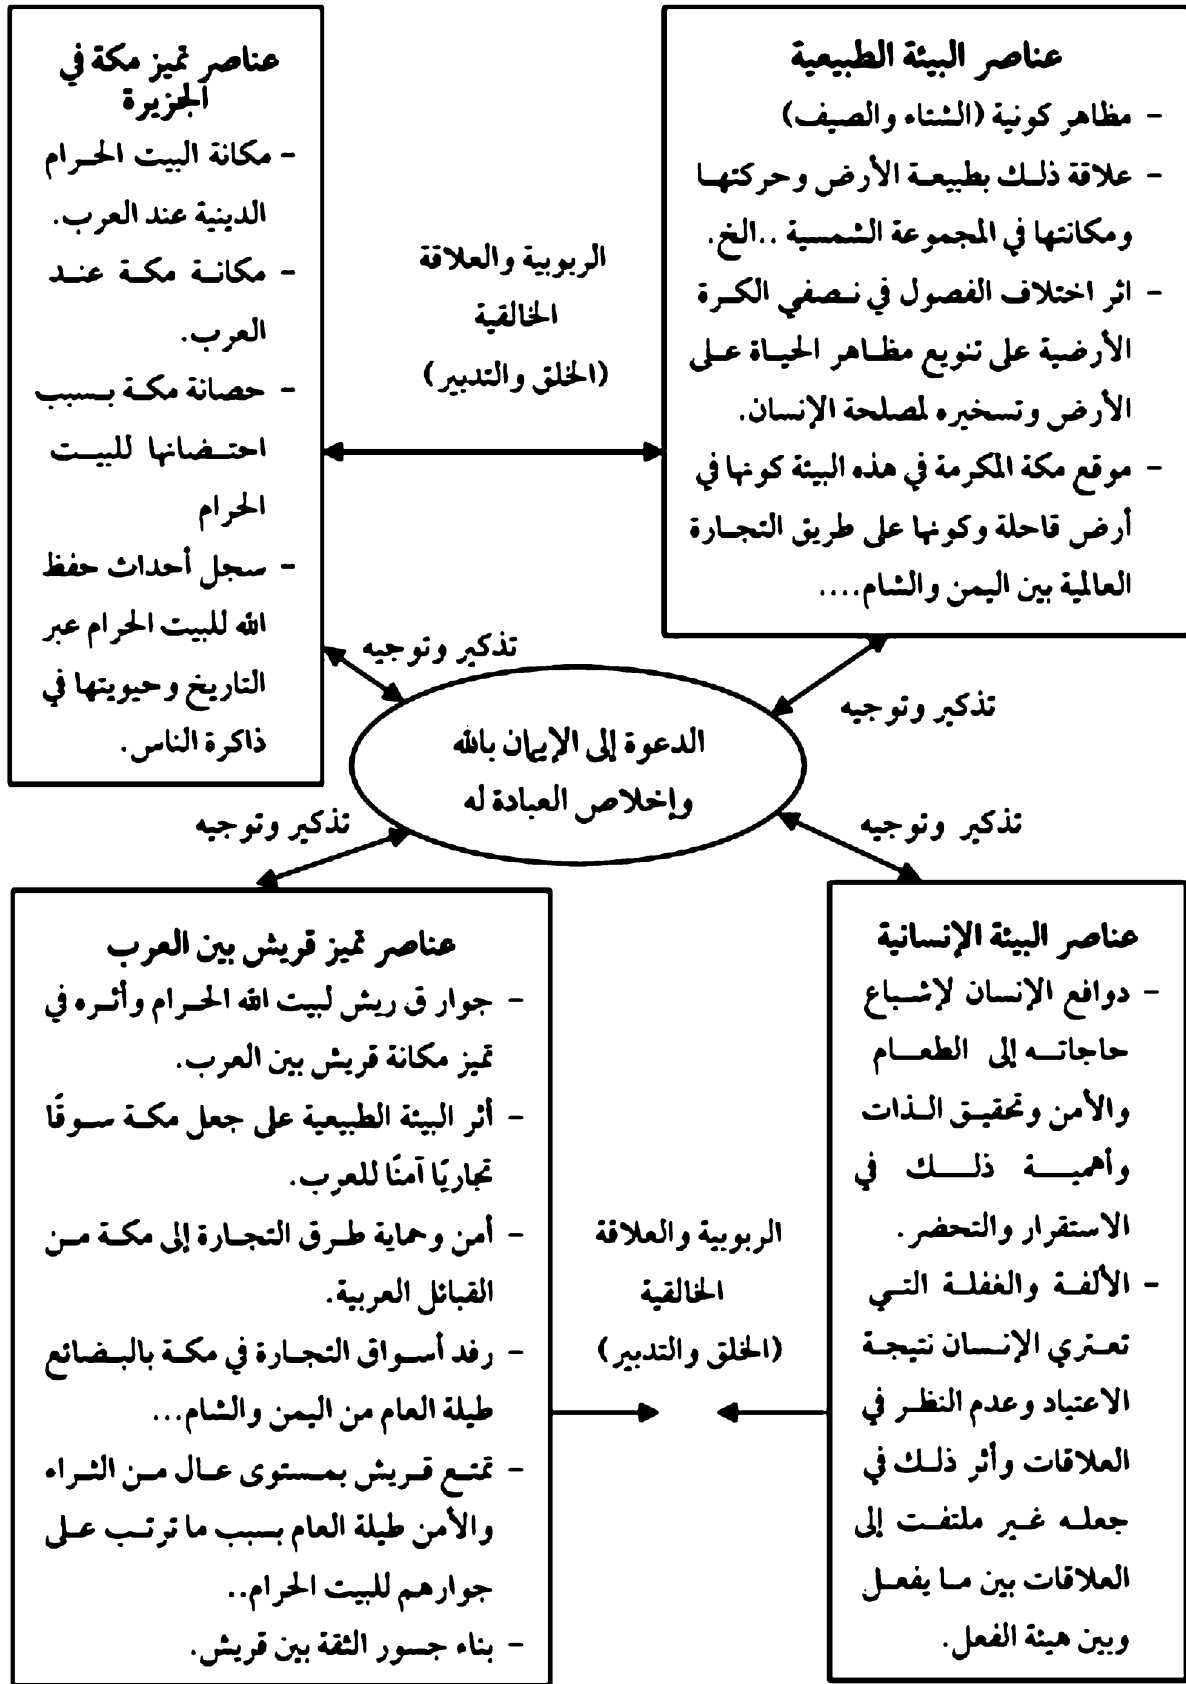 عناصر البيئة الطبيعية
- مظاهر كونية (الشتاء والصيف)
- علاقة ذلك بطبيعة الأرض وحركتها
ومكانتها في المجموعة الشمسية ..الخ.
- اثر اختلاف الفصول في نصفي الكرة
الأرضية على تنويع مظاهر الحياة على
الأرض وتسخيره لمصلحة الإنسان.
- موقع مكة المكرمة في هذه البيئة كونها في
أرض قاحلة وكونها على طريق التجارة
العالمية بين اليمن والشام....
الربوبية والعلاقة
الخالقية
(الخلق والتدبير)
عناصر تميز مكة في
الجزيرة
- مكانة البيت الحرام
الدينية عند العرب.
- مكانة مكة عند
العرب.
- حصانة مكة بسبب
احتضانها للبيت
الحرام
- سجل أحداث حفظ
الله للبيت الحرام عبر
التاريخ وحيويتها في
ذاكرة الناس.
تذكير وتوجيه
تذكير وتوجيه
الدعوة إلى الإيمان بالله
وإخلاص العبادة له
تذكير وتوجيه
تذكير وتوجيه
عناصر البيئة الإنسانية
- دوافع الإنسان لإشباع
حاجاته إلى الطعام
والأمن وتحقيق الذات
وأهمية ذلك في
الاستقرار والتحضر.
- الألفة والغفلة التي
تعتري الإنسان نتيجة
الاعتياد وعدم النظر في
العلاقات وأثر ذلك في
جعله غير ملتفت إلى
العلاقات بين ما يفعل
وبين هيئة الفعل.
الربوبية والعلاقة
الخالقية
(الخلق والتدبير)
عناصر تميز قريش بين العرب
- جوار ق ريش لبيت الله الحرام وأثره في
تميز مكانة قريش بين العرب.
- أثر البيئة الطبيعية على جعل مكة سوقًا
تجاريًا آمنًا للعرب.
- أمن وحماية طرق التجارة إلى مكة من
القبائل العربية.
- رفد أسواق التجارة في مكة بالبضائع
طيلة العام من اليمن والشام...
- تمتع قريش بمستوى عال من الثراء
والأمن طيلة العام بسبب ما ترتب على
جوارهم للبيت الحرام..
- بناء جسور الثقة بين قريش.